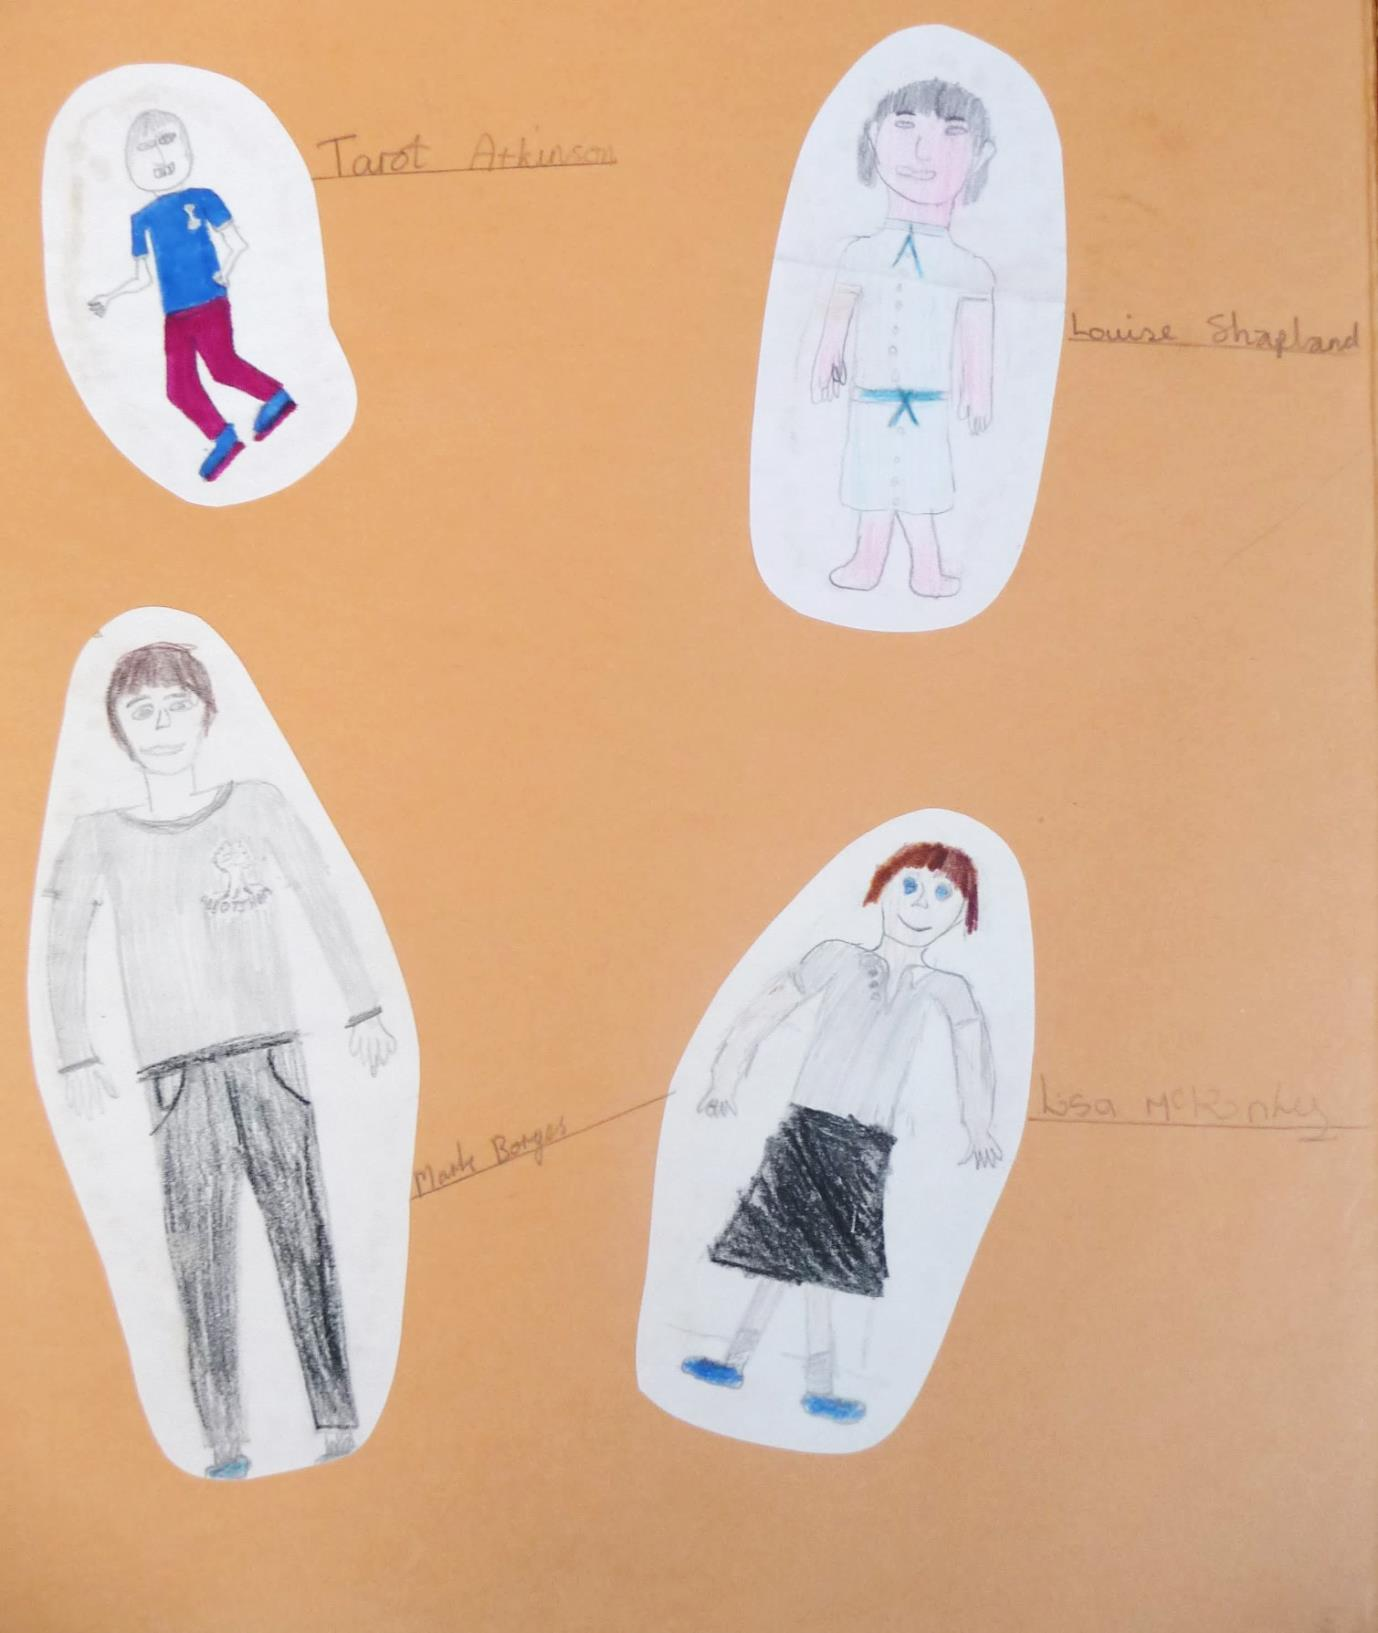 Tarot Atkinson
Louise Shapland
Mark Borges
Lisa McKinley